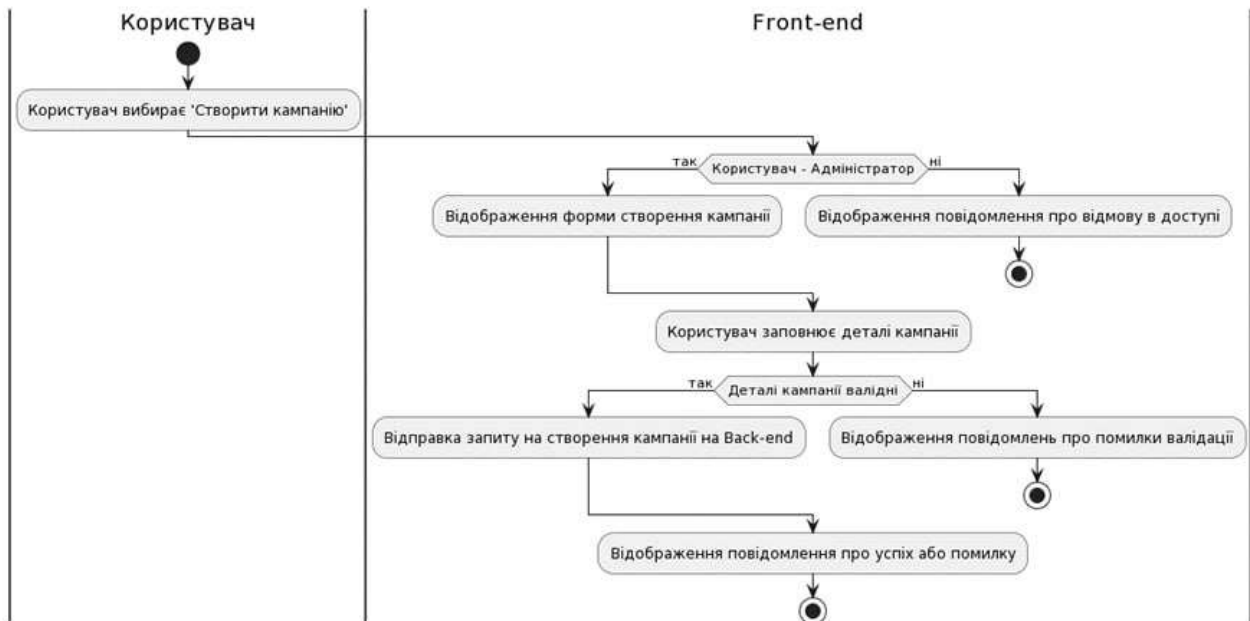 Користувач
Front-end
Користувач вибирає 'Створити кампанію'
так
Користувач - Адміністратор
ні
Відображення форми створення кампанії
Відображення повідомлення про відмову в доступі
Користувач заповнює деталі кампанії
так
Деталі кампанії валідні
ні
Відправка запиту на створення кампанії на Back-end
Відображення повідомлень про помилки валідації
Відображення повідомлення про успіх або помилку